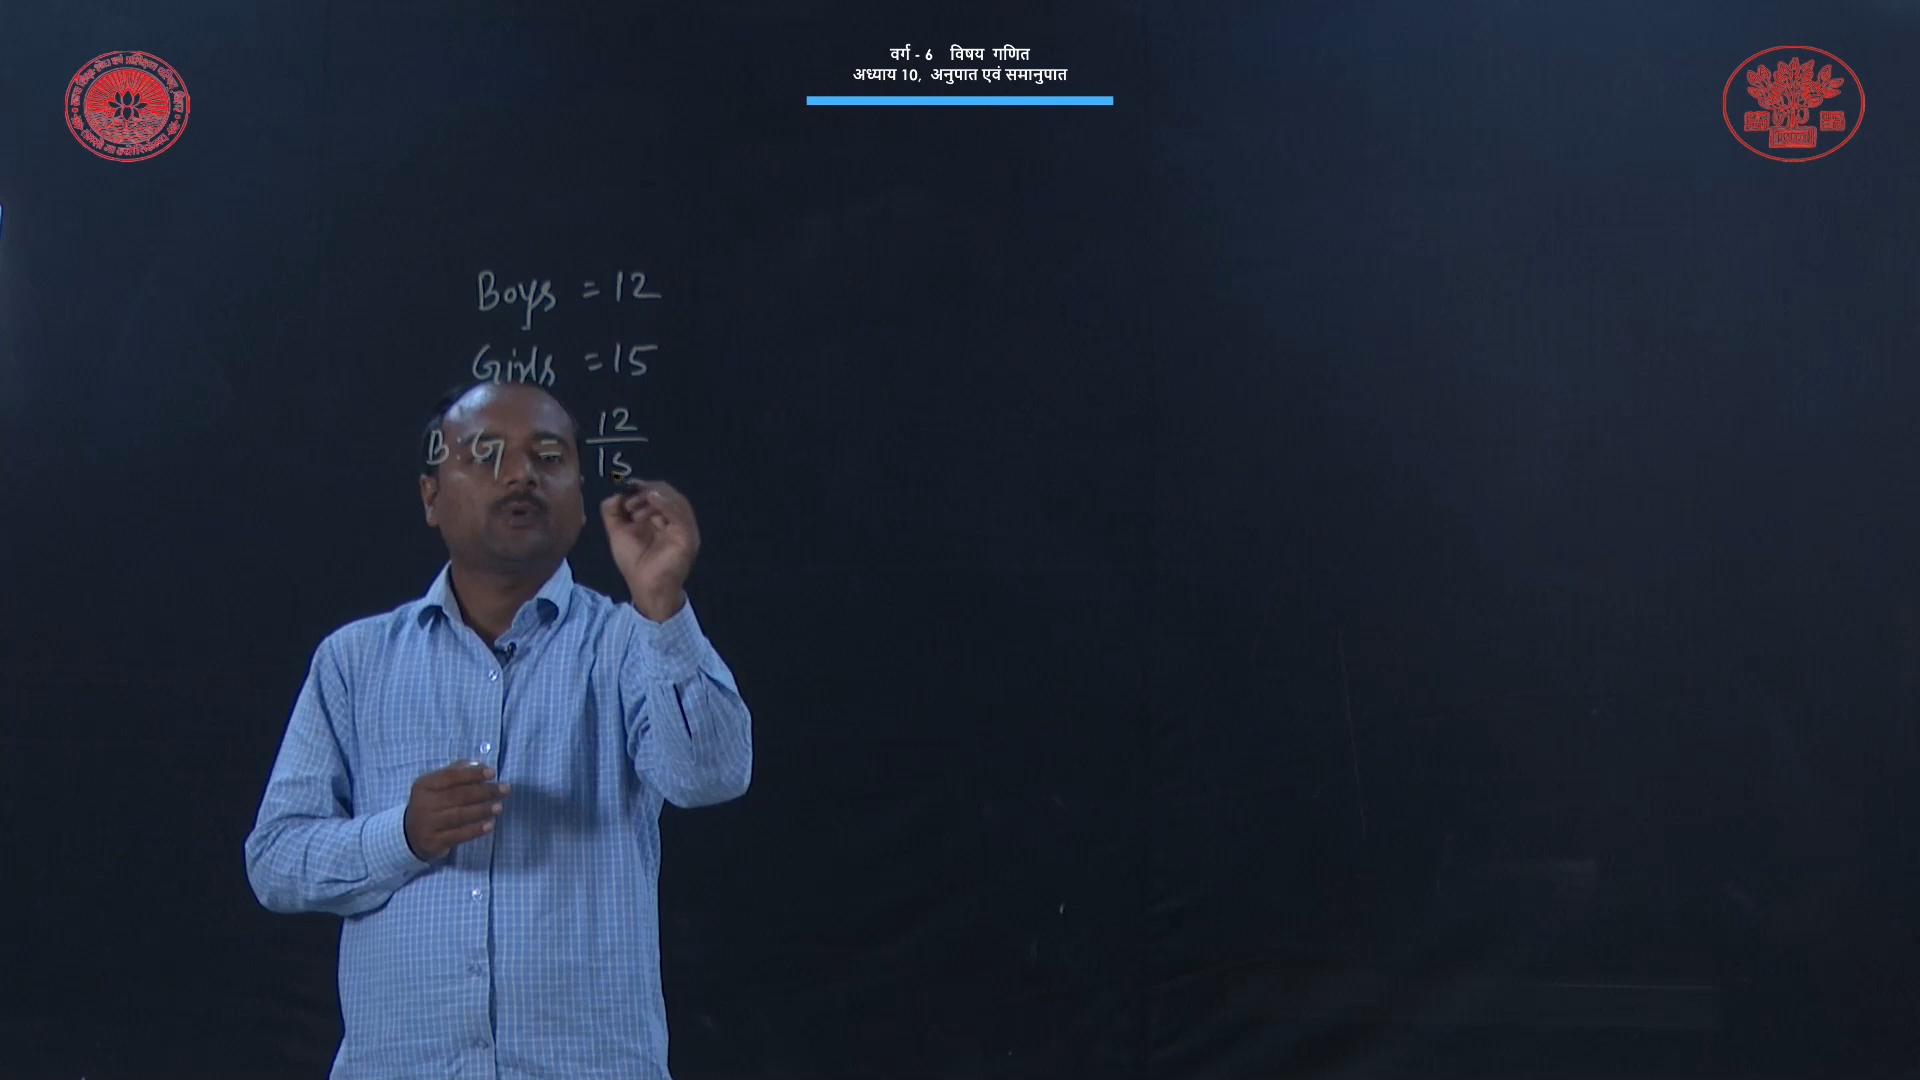 वर्ग - 6 विषय गणित
अध्याय 10, अनुपात एवं समानुपात
Boys = 12
Girls = 15
B : G = 12/15